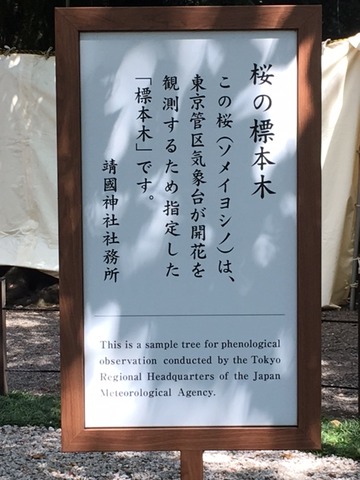 桜の標本木
この桜(ソメイヨシノ)は、
東京管区気象台が開花を
観測するため指定した
「標本木」です。
靖國神社社務所
This is a sample tree for phenological
observation conducted by the Tokyo
Regional Headquarters of the Japan
Meteorological Agency.